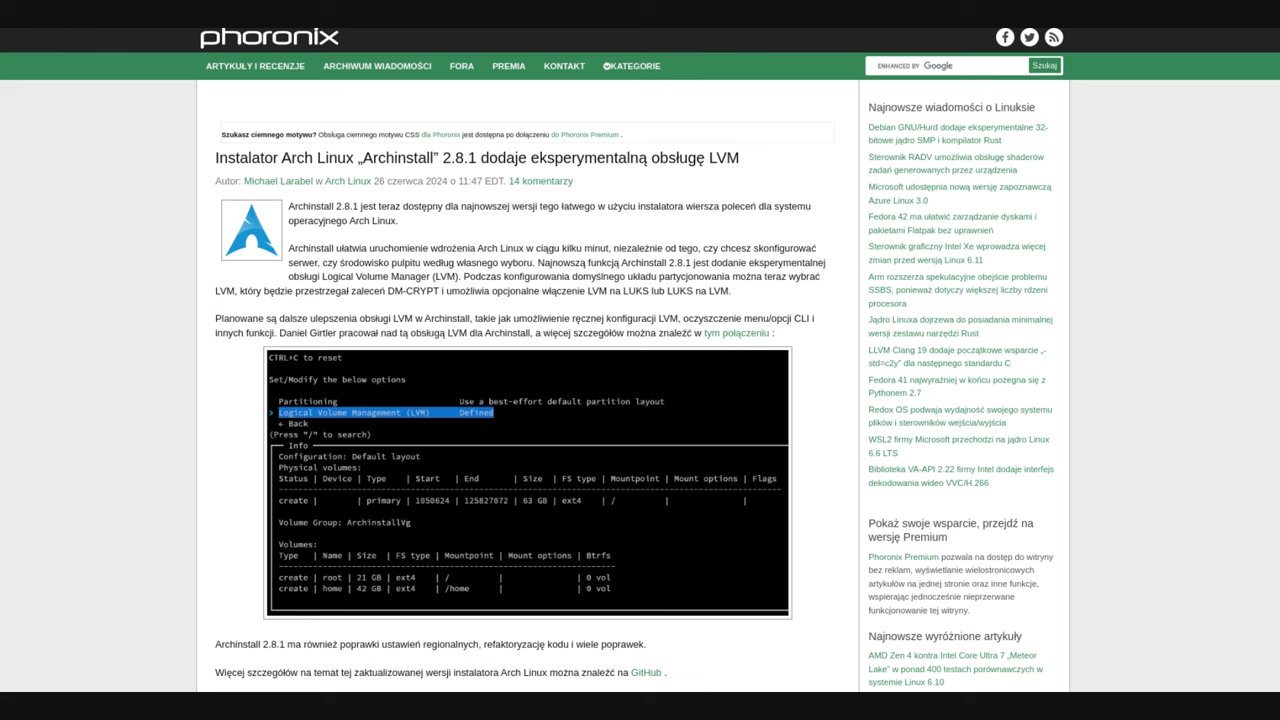 phoronix
ARTYKUŁY I RECENZJE ARCHIWUM WIADOMOŚCI FORA PREMIA KONTAKT KATEGORIE
ENHANCED BY Google Szukaj
Szukasz ciemnego motywu? Obsługa ciemnego motywu CSS dla Phoronix jest dostępna po dołączeniu do Phoronix Premium .
Instalator Arch Linux „Archinstall” 2.8.1 dodaje eksperymentalną obsługę LVM
Autor: Michael Larabel w Arch Linux 26 czerwca 2024 o 11:47 EDT. 14 komentarzy
Archinstall 2.8.1 jest teraz dostępny dla najnowszej wersji tego łatwego w użyciu instalatora wiersza poleceń dla systemu
operacyjnego Arch Linux.
Archinstall ułatwia uruchomienie wdrożenia Arch Linux w ciągu kilku minut, niezależnie od tego, czy chcesz skonfigurować
serwer, czy środowisko pulpitu według własnego wyboru. Najnowszą funkcją Archinstall 2.8.1 jest dodanie eksperymentalnej
obsługi Logical Volume Manager (LVM). Podczas konfigurowania domyślnego układu partycjonowania można teraz wybrać
LVM, który będzie przestrzegał zaleceń DM-CRYPT i umożliwia opcjonalne włączenie LVM na LUKS lub LUKS na LVM.
Planowane są dalsze ulepszenia obsługi LVM w Archinstall, takie jak umożliwienie ręcznej konfiguracji LVM, oczyszczenie menu/opcji CLI i
innych funkcji. Daniel Girtler pracował nad tą obsługą LVM dla Archinstall, a więcej szczegółów można znaleźć w tym połączeniu :
CTRL+C to reset
Set/Modify the below options
Partitioning Use a best-effort default partition layout
> Logical Volume Management (LVM) Defined
← Back
(Press "/" to search)
Info
Configuration: Default layout
Physical volumes:
Status | Device | Type | Start | End | Size | FS type | Mountpoint | Mount options | Flags
create | | primary | 1050624 | 125827072 | 63 GB | ext4 | / | |
Volume Group: ArchinstallVg
Volumes:
Type | Name | Size | FS type | Mountpoint | Mount options | Btrfs
create | root | 21 GB | ext4 | / | | 0 vol
create | home | 42 GB | ext4 | /home | | 0 vol
Archinstall 2.8.1 ma również poprawki ustawień regionalnych, refaktoryzację kodu i wiele poprawek.
Więcej szczegółów na temat tej zaktualizowanej wersji instalatora Arch Linux można znaleźć na GitHub .
Najnowsze wiadomości o Linuksie
Debian GNU/Hurd dodaje eksperymentalne 32-
bitowe jądro SMP i kompilator Rust
Sterownik RADV umożliwia obsługę shaderów
zadań generowanych przez urządzenia
Microsoft udostępnia nową wersję zapoznawczą
Azure Linux 3.0
Fedora 42 ma ułatwić zarządzanie dyskami i
pakietami Flatpak bez uprawnień
Sterownik graficzny Intel Xe wprowadza więcej
zmian przed wersją Linux 6.11
Arm rozszerza spekulacyjne obejście problemu
SSBS, ponieważ dotyczy większej liczby rdzeni
procesora
Jądro Linuxa dojrzewa do posiadania minimalnej
wersji zestawu narzędzi Rust
LLVM Clang 19 dodaje początkowe wsparcie „-
std=c2y” dla następnego standardu C
Fedora 41 najwyraźniej w końcu pożegna się z
Pythonem 2.7
Redox OS podwaja wydajność swojego systemu
plików i sterowników wejścia/wyjścia
WSL2 firmy Microsoft przechodzi na jądro Linux
6.6 LTS
Biblioteka VA-API 2.22 firmy Intel dodaje interfejs
dekodowania wideo VVC/H.266
Pokaż swoje wsparcie, przejdź na
wersję Premium
Phoronix Premium pozwala na dostęp do witryny
bez reklam, wyświetlanie wielostronicowych
artykułów na jednej stronie oraz inne funkcje,
wspierając jednocześnie nieprzerwane
funkcjonowanie tej witryny.
Najnowsze wyróżnione artykuły
AMD Zen 4 kontra Intel Core Ultra 7 „Meteor
Lake” w ponad 400 testach porównawczych w
systemie Linux 6.10